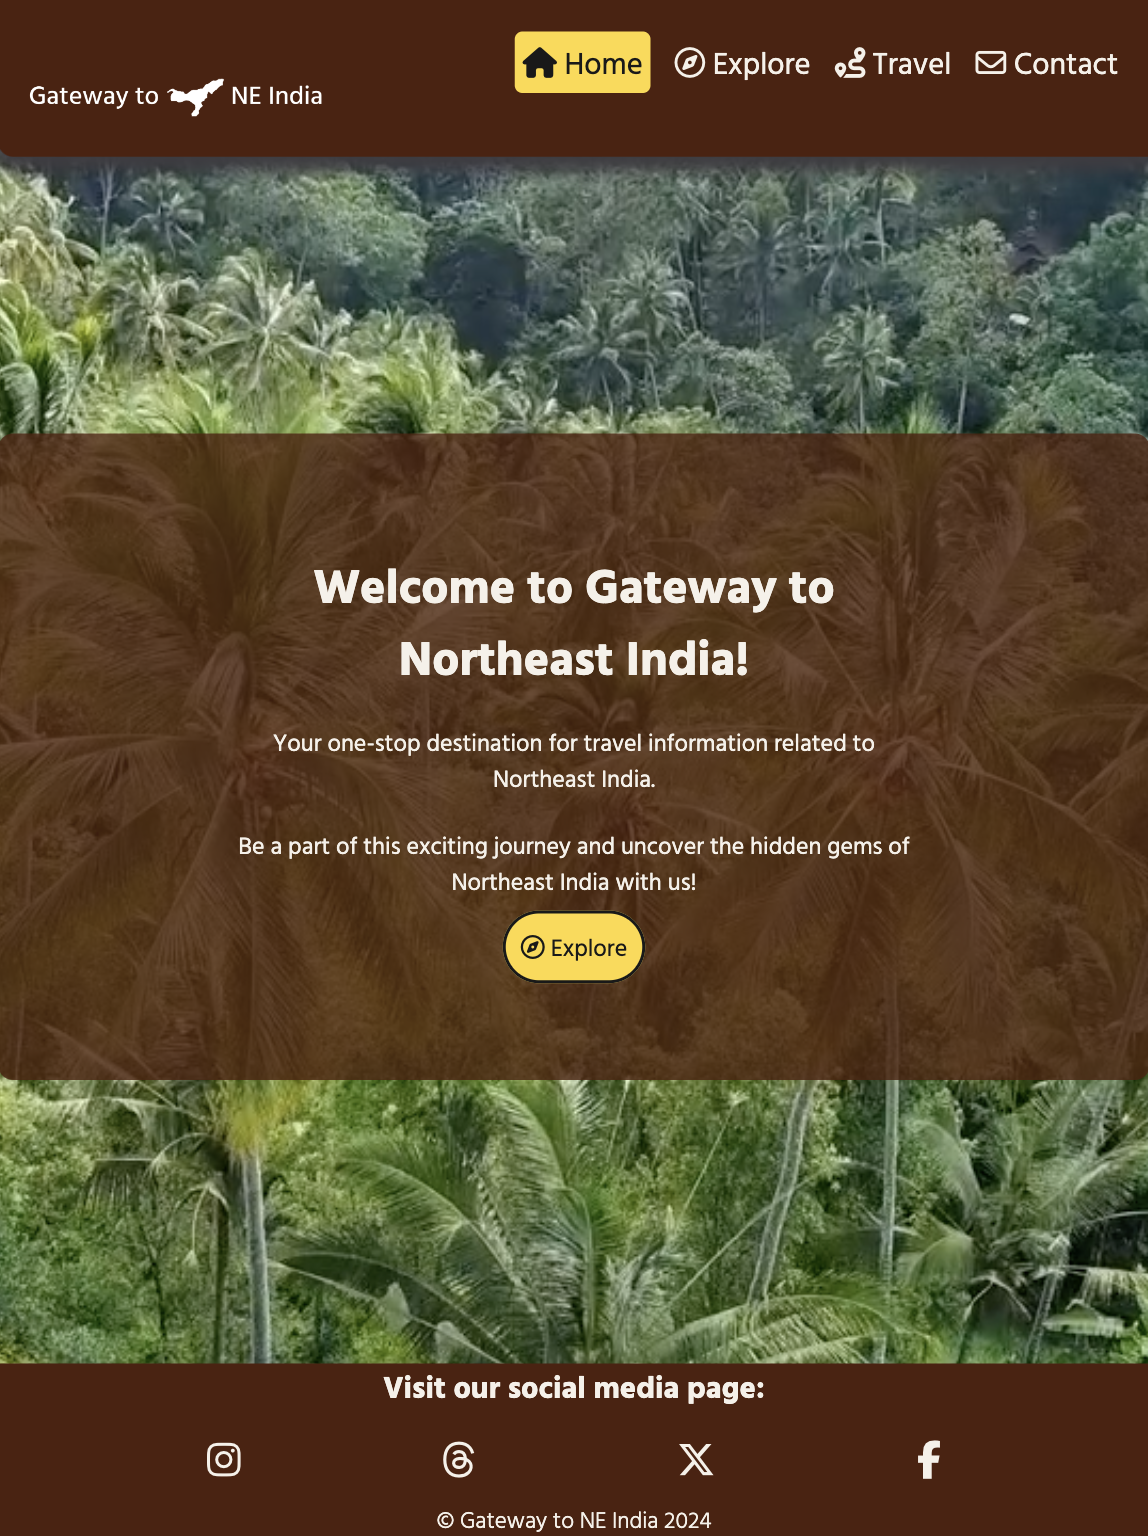 Home Explore Travel Contact
Gateway to NE India
Welcome to Gateway to
Northeast India!
Your one-stop destination for travel information related to
Northeast India.
Be a part of this exciting journey and uncover the hidden gems of
Northeast India with us!
Explore
Visit our social media page:
© Gateway to NE India 2024